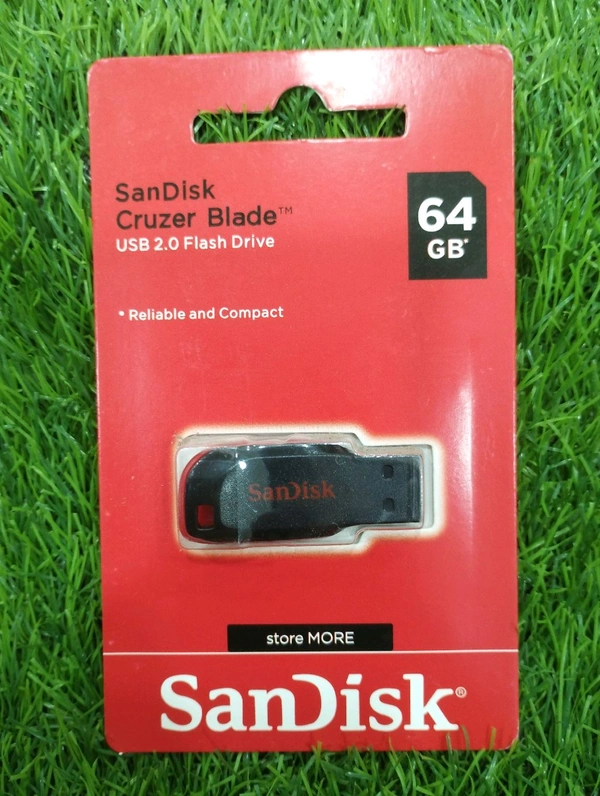 SanDisk
Cruzer Blade™
USB 2.0 Flash Drive
64
GB*
* Reliable and Compact
SanDisk
store MORE
SanDisk®